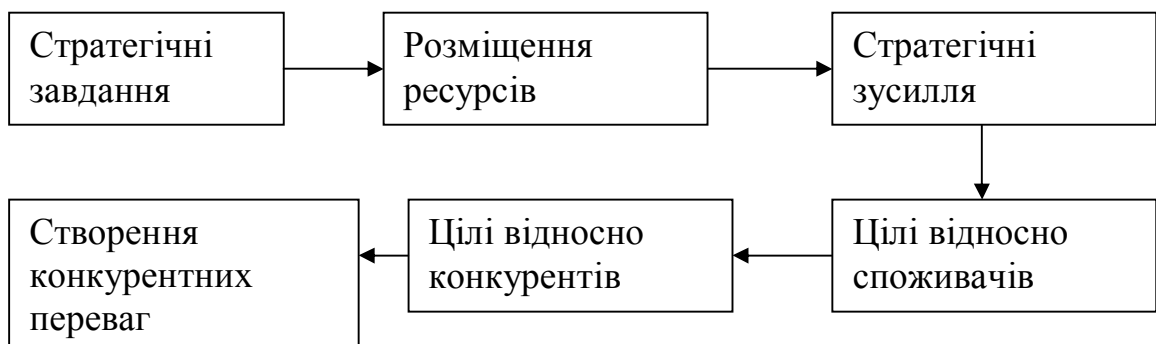 Стратегічні
завдання
Розміщення
ресурсів
Стратегічні
зусилля
Цілі відносно
споживачів
Цілі відносно
конкурентів
Створення
конкурентних
переваг